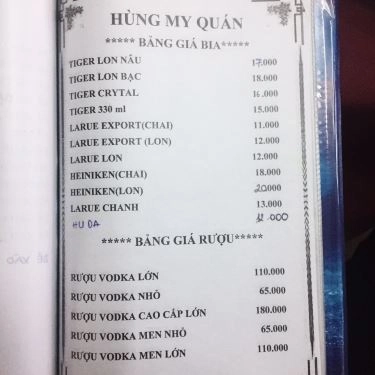 HÙNG MY QUÁN
***** BẢNG GIÁ BIA*****
TIGER LON NÂU 17.000
TIGER LON BẠC 18.000
TIGER CRYTAL 16.000
TIGER 330 ml 15.000
LARUE EXPORT(CHAI) 11.000
LARUE EXPORT (LON) 12.000
LARUE LON 12.000
HEINIKEN(CHAI) 18.000
HEINIKEN(LON) 20000
LARUE CHANH 13.000
HUDA .000
***** BẢNG GIÁ RƯỢU*****
RƯỢU VODKA LỚN 110.000
RƯỢU VODKA NHỎ 65.000
RƯỢU VODKA CAO CẤP LỚN 180.000
RƯỢU VODKA MEN NHỎ 65.000
RƯỢU VODKA MEN LỚN 110.000